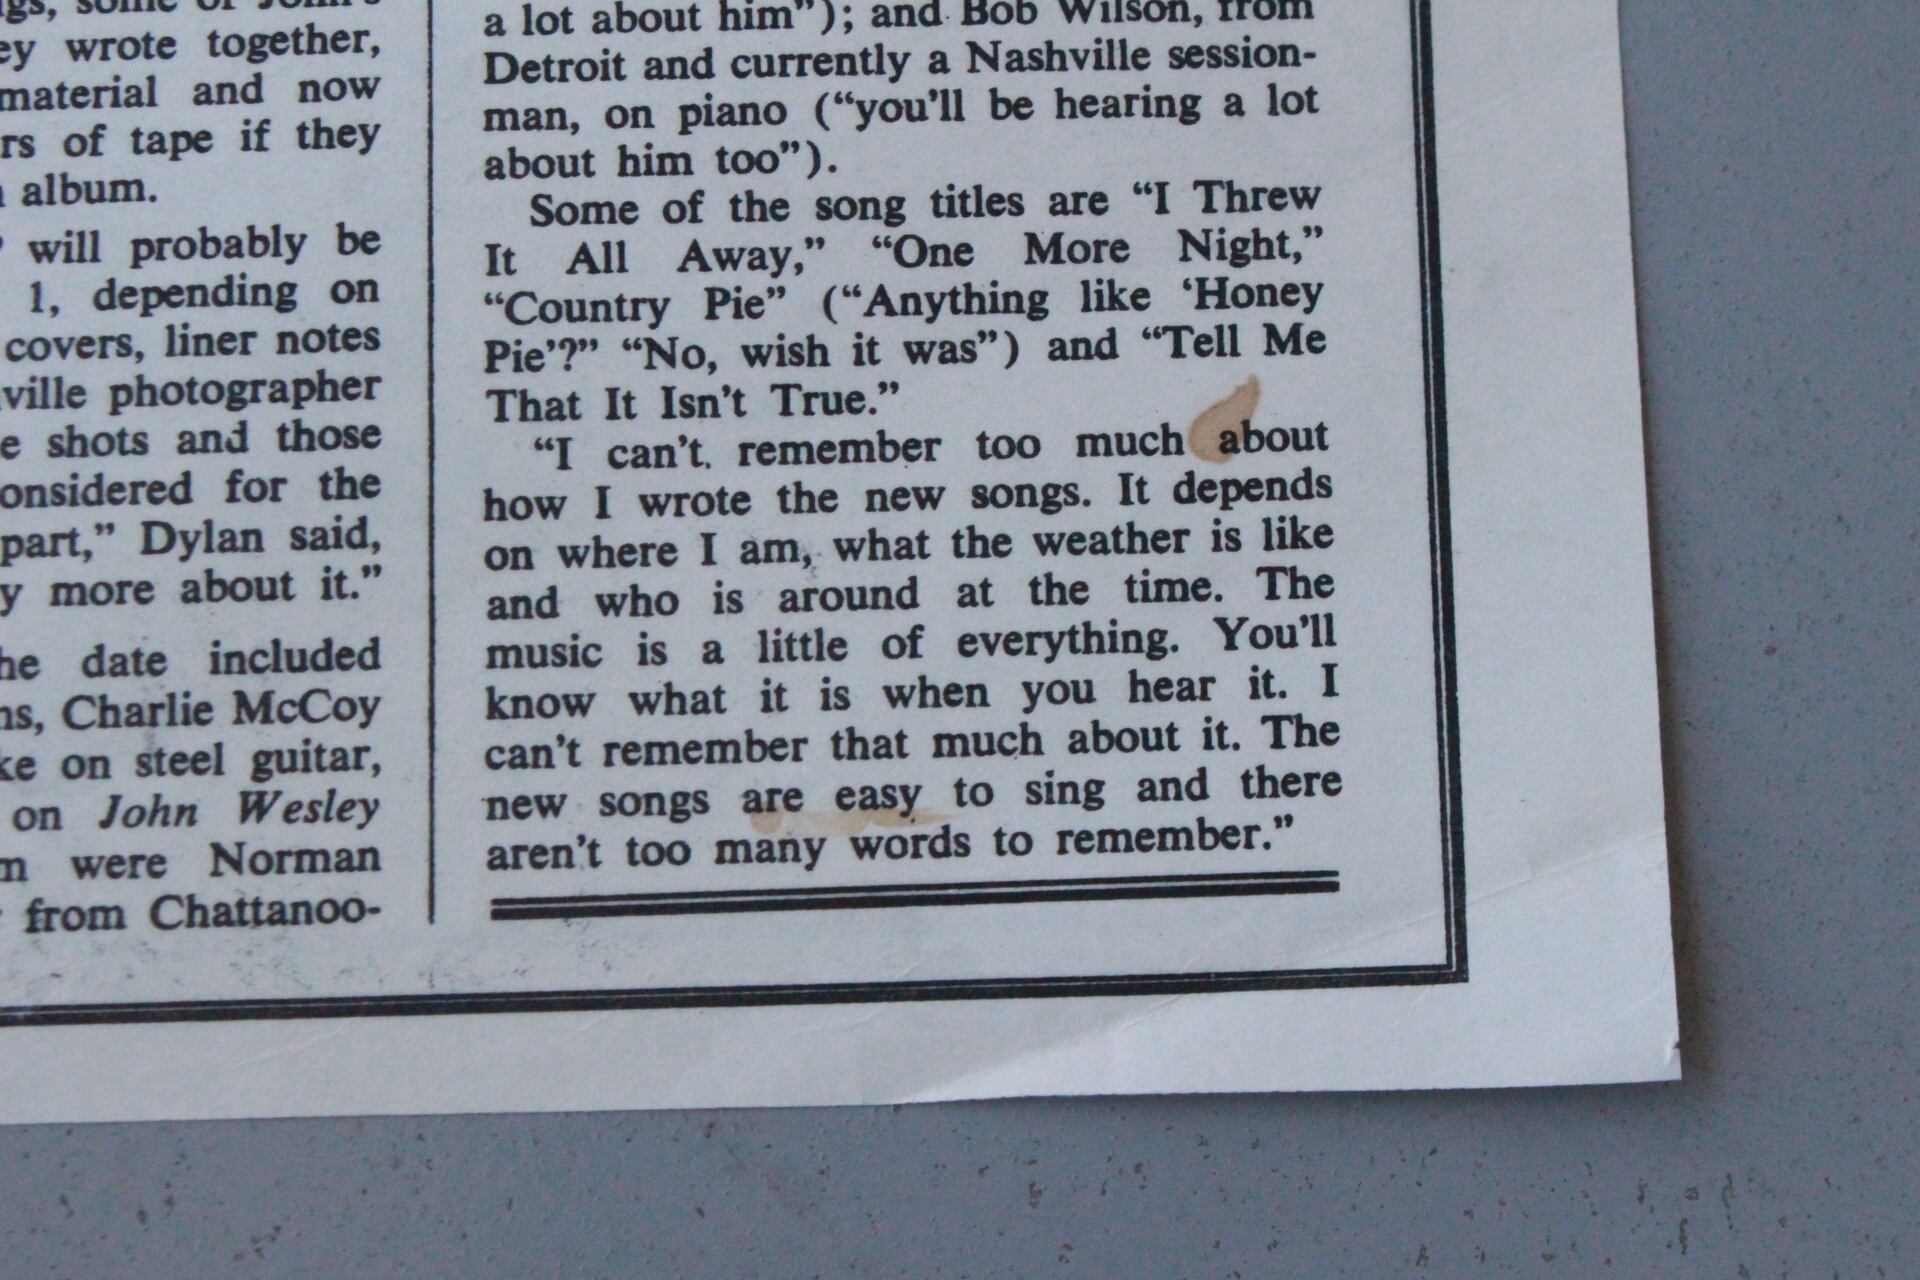 some of John's
ey wrote together,
material and now
rs of tape if they
album.
will probably be
1, depending on
covers, liner notes
ville photographer
e shots and those
onsidered for the
part,” Dylan said,
y more about it.”
he date included
ns, Charlie McCoy
ke on steel guitar,
on John Wesley
m were Norman
from Chattanoo-
a lot about him”); and Bob Wilson, from
Detroit and currently a Nashville session-
man, on piano (“you'll be hearing a lot
about him too”).
Some of the song titles are “I Threw
It All Away,” “One More Night,”
“Country Pie” (“Anything like ‘Honey
Pie’?” “No, wish it was”) and “Tell Me
That It Isn't True.”
“I can't remember too much about
how I wrote the new songs. It depends
on where I am, what the weather is like
and who is around at the time. The
music is a little of everything. You'll
know what it is when you hear it. I
can't remember that much about it. The
new songs are easy to sing and there
aren't too many words to remember.”